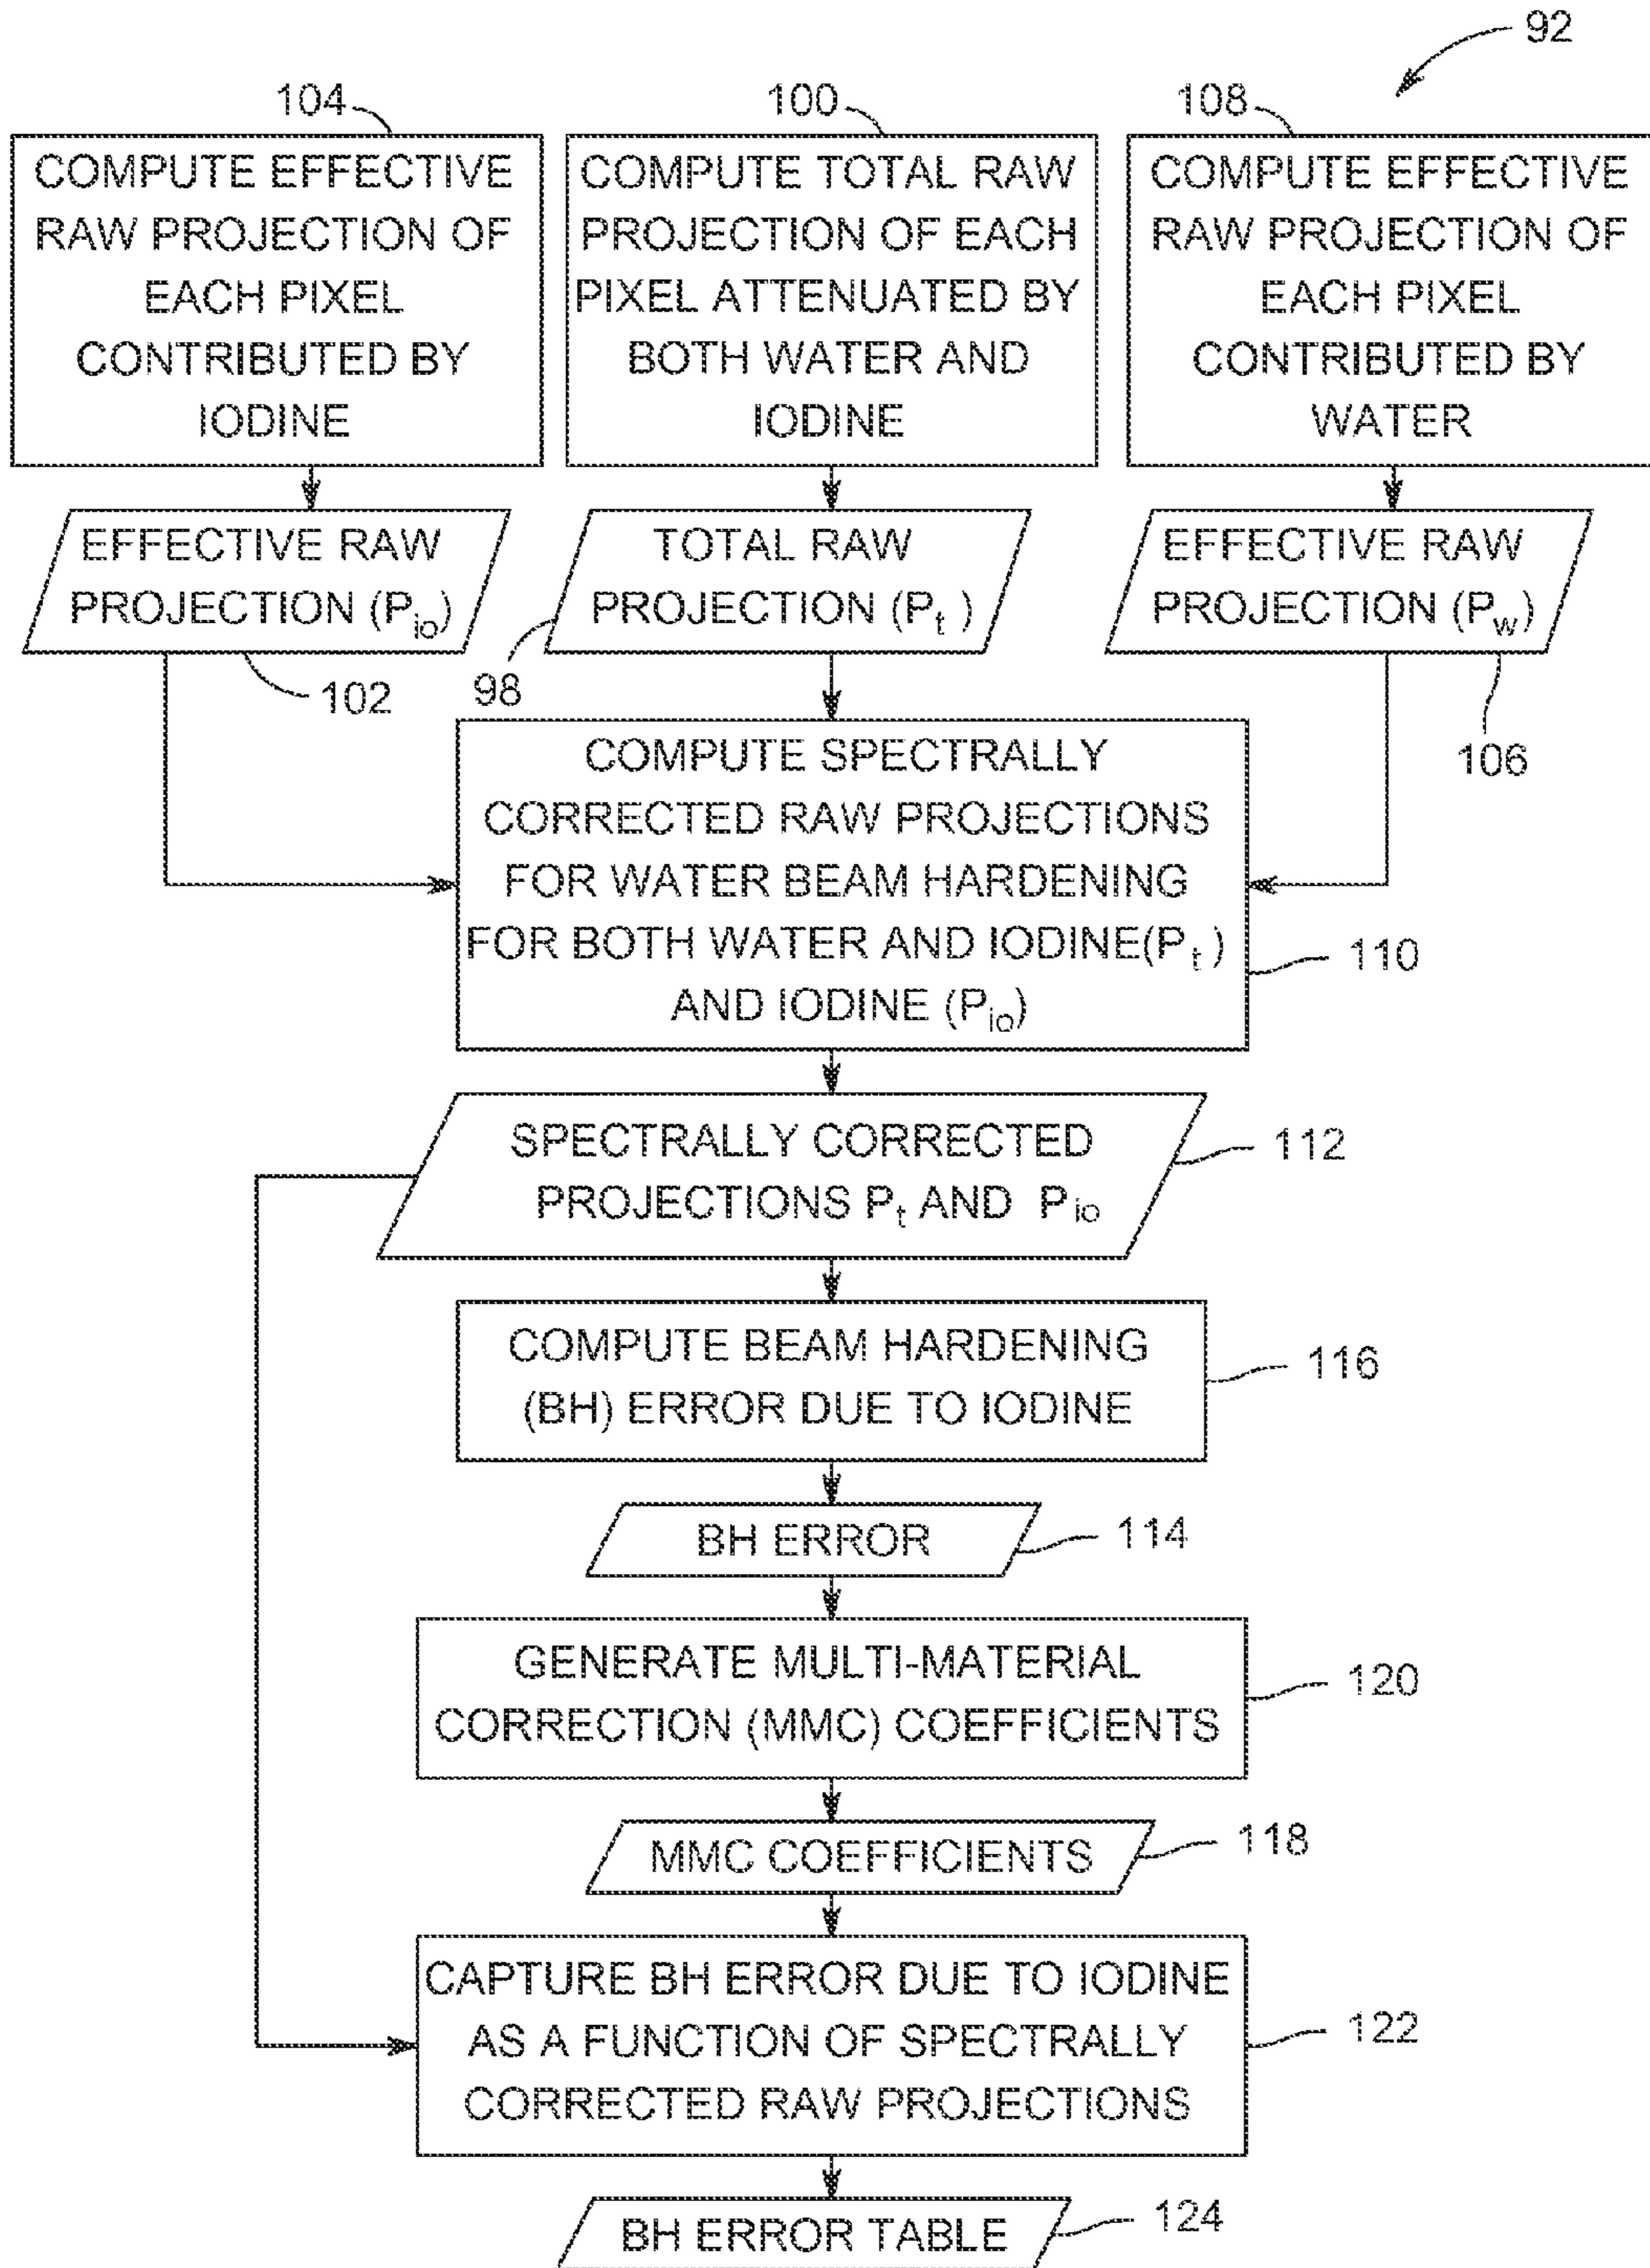 92
104
100
108
COMPUTE EFFECTIVE
RAW PROJECTION OF
EACH PIXEL
CONTRIBUTED BY
IODINE
COMPUTE TOTAL RAW
PROJECTION OF EACH
PIXEL ATTENUATED BY
BOTH WATER AND
IODINE
COMPUTE EFFECTIVE
RAW PROJECTION OF
EACH PIXEL
CONTRIBUTED BY
WATER
EFFECTIVE RAW
PROJECTION (Pio)
TOTAL RAW
PROJECTION (Pt )
EFFECTIVE RAW
PROJECTION (Pw)
102
98
106
COMPUTE SPECTRALLY
CORRECTED RAW PROJECTIONS
FOR WATER BEAM HARDENING
FOR BOTH WATER AND IODINE(Pt )
AND IODINE (Pio)
110
SPECTRALLY CORRECTED
PROJECTIONS Pt AND Pio
112
COMPUTE BEAM HARDENING
(BH) ERROR DUE TO IODINE
116
BH ERROR
114
GENERATE MULTI-MATERIAL
CORRECTION (MMC) COEFFICIENTS
120
MMC COEFFICIENTS
118
CAPTURE BH ERROR DUE TO IODINE
AS A FUNCTION OF SPECTRALLY
CORRECTED RAW PROJECTIONS
122
BH ERROR TABLE
124